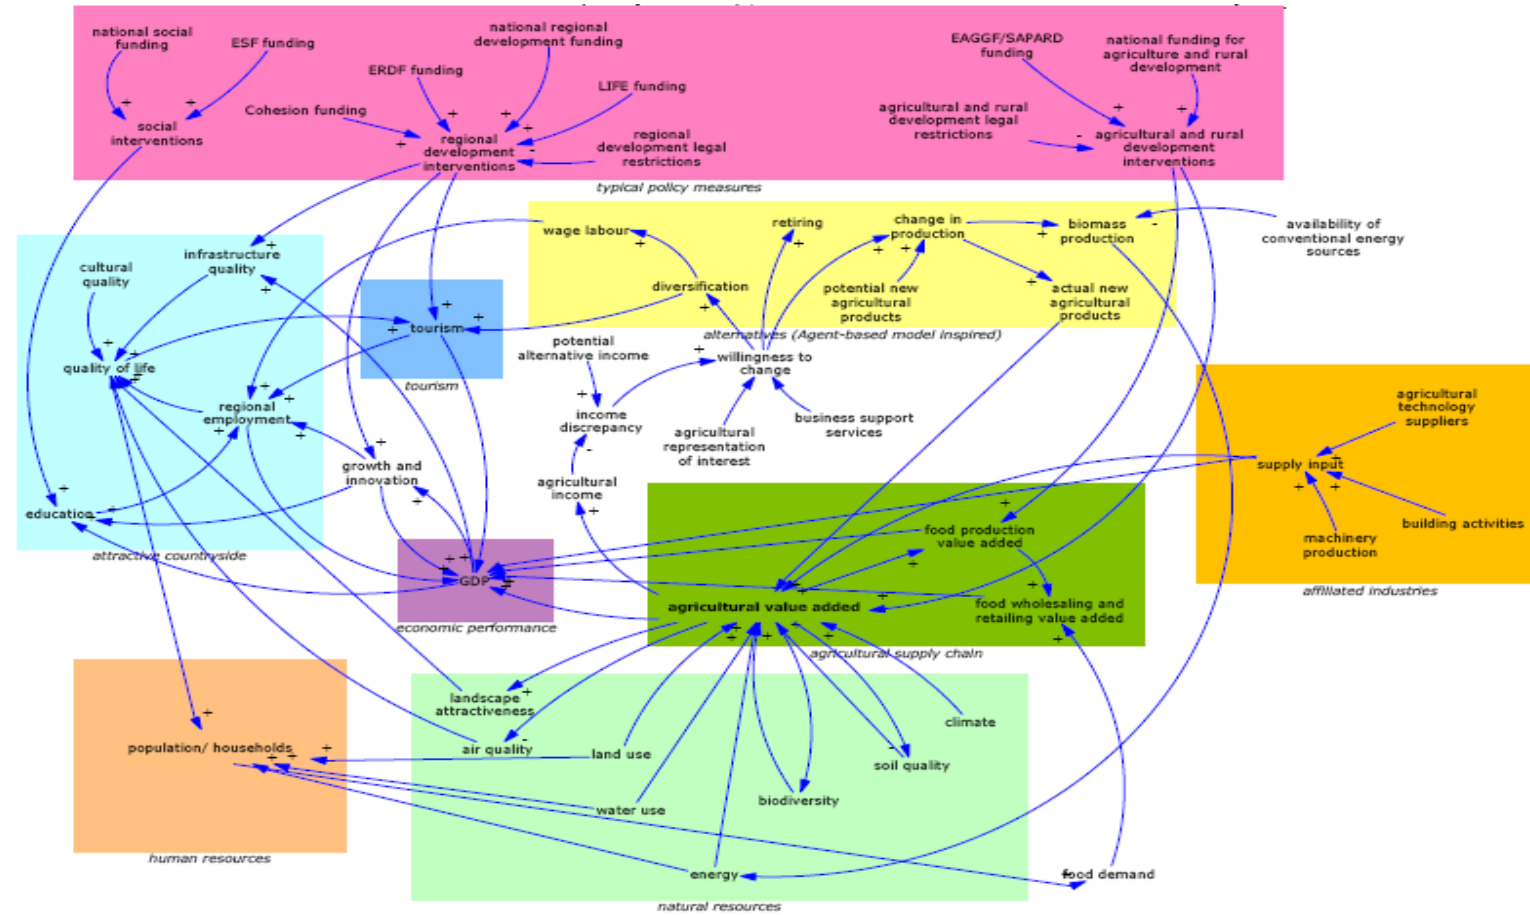 national social
funding
ESF funding
national regional
development funding
ERDF funding
LIFE funding
Cohesion funding
social
interventions
regional
development
interventions
regional
development legal
restrictions
EAGGF/SAPARD
funding
national funding for
agriculture and rural
development
agricultural and rural
development legal
restrictions
agricultural and rural
development
interventions
typical policy measures
wage labour
retiring
change in
production
biomass
production
availability of
conventional energy
sources
diversification
potential new
agricultural
products
actual new
agricultural
products
alternatives (Agent-based model inspired)
infrastructure
quality
cultural
quality
quality of life
regional
employment
education
attractive countryside
tourism
tourism
potential
alternative income
willingness to
change
income
discrepancy
agricultural
representation
of interest
business support
services
agricultural
income
growth and
innovation
GDP
economic performance
agricultural
technology
suppliers
supply input
building activities
machinery
production
affiliated industries
food production
value added
agricultural value added
food wholesaling and
retailing value added
agricultural supply chain
population/ households
human resources
landscape
attractiveness
air quality
land use
climate
soil quality
biodiversity
water use
energy
natural resources
food demand